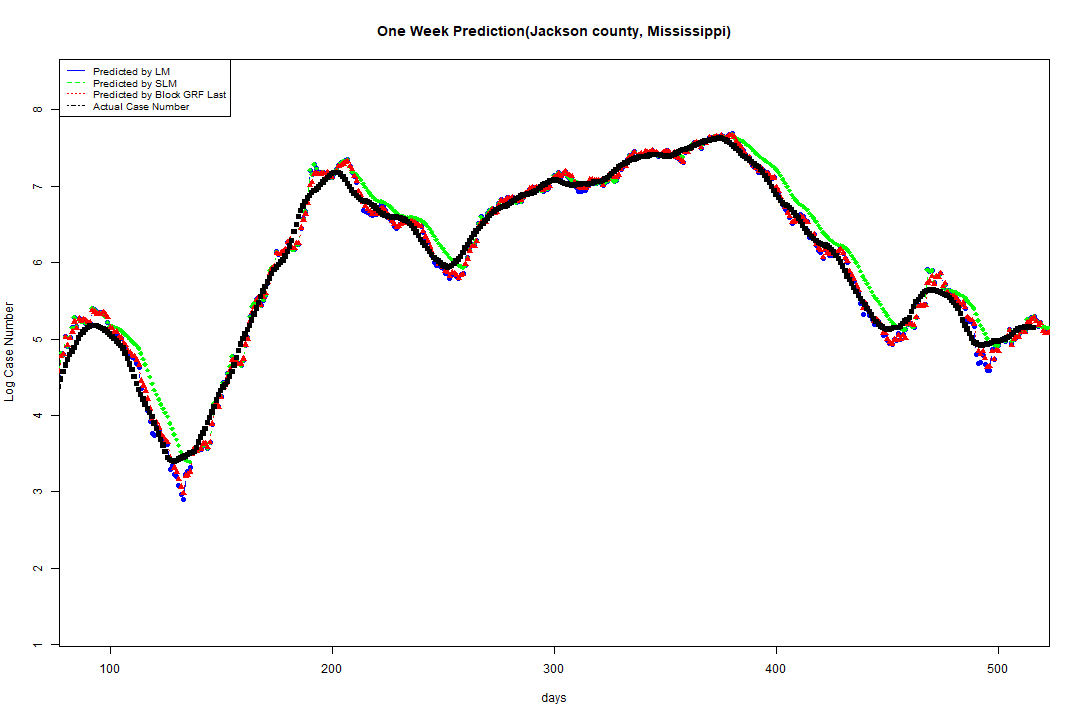 One Week Prediction(Jackson county, Mississippi)
Predicted by LM
Predicted by SLM
Predicted by Block GRF Last
Actual Case Number
8
7
6
5
4
3
2
1
Log Case Number
100 200 300 400 500
days